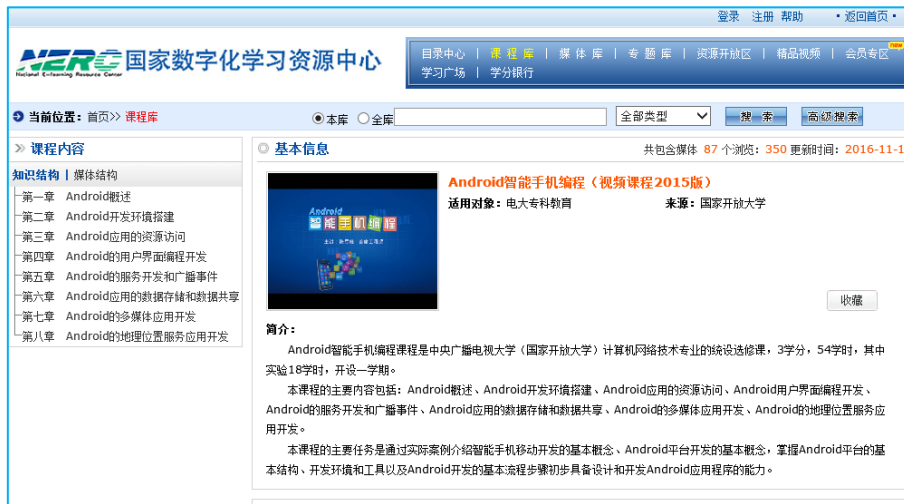 登录 注册 帮助 •返回首页•
NERC国家数字化学习资源中心
National E-learning Resource Center
目录中心 | 课程库 | 媒体库 | 专题库 | 资源开放区 | 精品视频 | 会员专区 new
学习广场 | 学分银行
当前位置：首页>> 课程库
本库 全库 全部类型 搜 索 高级搜索
课程内容
知识结构 | 媒体结构
第一章 Android概述
第二章 Android开发环境搭建
第三章 Android应用的资源访问
第四章 Android的用户界面编程开发
第五章 Android的服务开发和广播事件
第六章 Android应用的数据存储和数据共享
第七章 Android的多媒体应用开发
第八章 Android的地理位置服务应用开发
基本信息 共包含媒体 87 个浏览：350 更新时间：2016-11-1
Android
智能手机编程
Android智能手机编程（视频课程2015版）
适用对象：电大专科教育 来源：国家开放大学
收藏
简介：
Android智能手机编程课程是中央广播电视大学（国家开放大学）计算机网络技术专业的统设选修课，3学分，54学时，其中
实验18学时，开设一学期。
本课程的主要内容包括：Android概述、Android开发环境搭建、Android应用的资源访问、Android用户界面编程开发、
Android的服务开发和广播事件、Android应用的数据存储和数据共享、Android的多媒体应用开发、Android的地理位置服务应
用开发。
本课程的主要任务是通过实际案例介绍智能手机移动开发的基本概念、Android平台开发的基本概念，掌握Android平台的基
本结构、开发环境和工具以及Android开发的基本流程步骤初步具备设计和开发Android应用程序的能力。